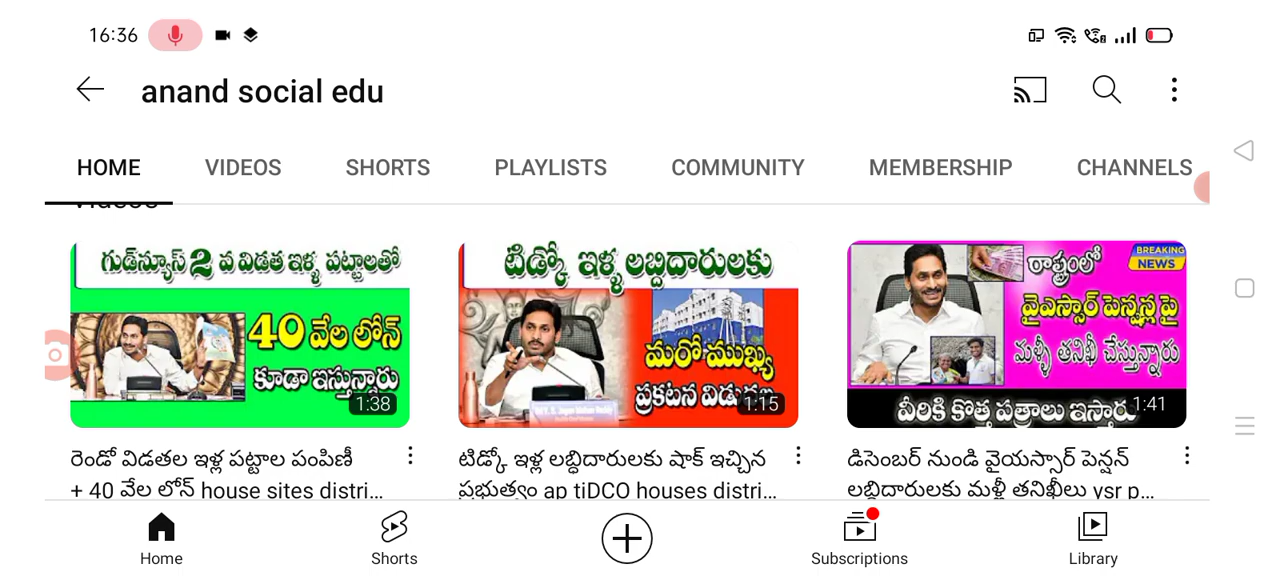 16:36
anand social edu
HOME VIDEOS SHORTS PLAYLISTS COMMUNITY MEMBERSHIP CHANNELS
గుడ్‌న్యూస్ 2 వ విడత ఇళ్ళ పట్టాలతో
40 వేల లోన్
కూడా ఇస్తున్నారు
1:38
రెండో విడతల ఇళ్ల పట్టాల పంపిణీ
+ 40 వేల లోన్ house sites distri...
టిడ్కో ఇళ్ళ లబ్దిదారులకు
మరో ముఖ్య
ప్రకటన
1:15
టిడ్కో ఇళ్ల లబ్ధిదారులకు షాక్ ఇచ్చిన
ప్రభుత్వం ap tiDCO houses distri...
BREAKING
NEWS
రాష్ట్రంలో
వైఎస్సార్ పెన్షన్ల పై
మళ్ళీ తనిఖీ చేస్తున్నారు
వీరికి కొత్త పత్రాలు ఇస్తారు
1:41
డిసెంబర్ నుండి వైయస్సార్ పెన్షన్
లబ్దిదారులకు మళ్లీ తనిఖీలు ysr p...
Home Shorts Subscriptions Library